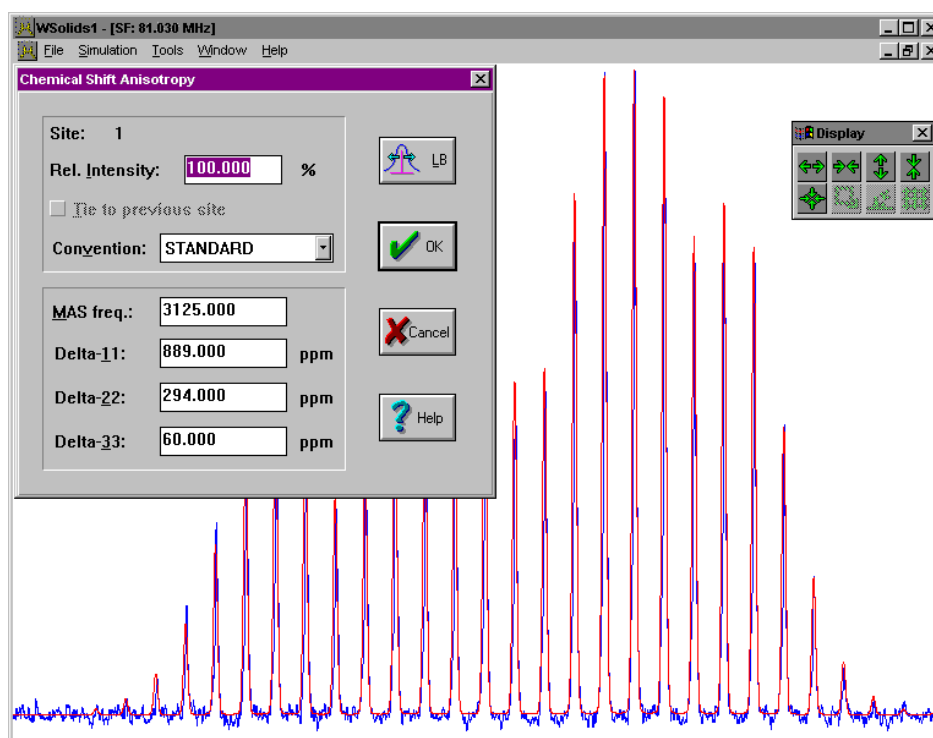 WSolids1 - [SF: 81.030 MHz]
File Simulation Tools Window Help
Chemical Shift Anisotropy
Site: 1
Rel. Intensity: 100.000 %
Tie to previous site
Convention: STANDARD
MAS freq.: 3125.000
Delta-11: 889.000 ppm
Delta-22: 294.000 ppm
Delta-33: 60.000 ppm
LB
OK
Cancel
Help
Display